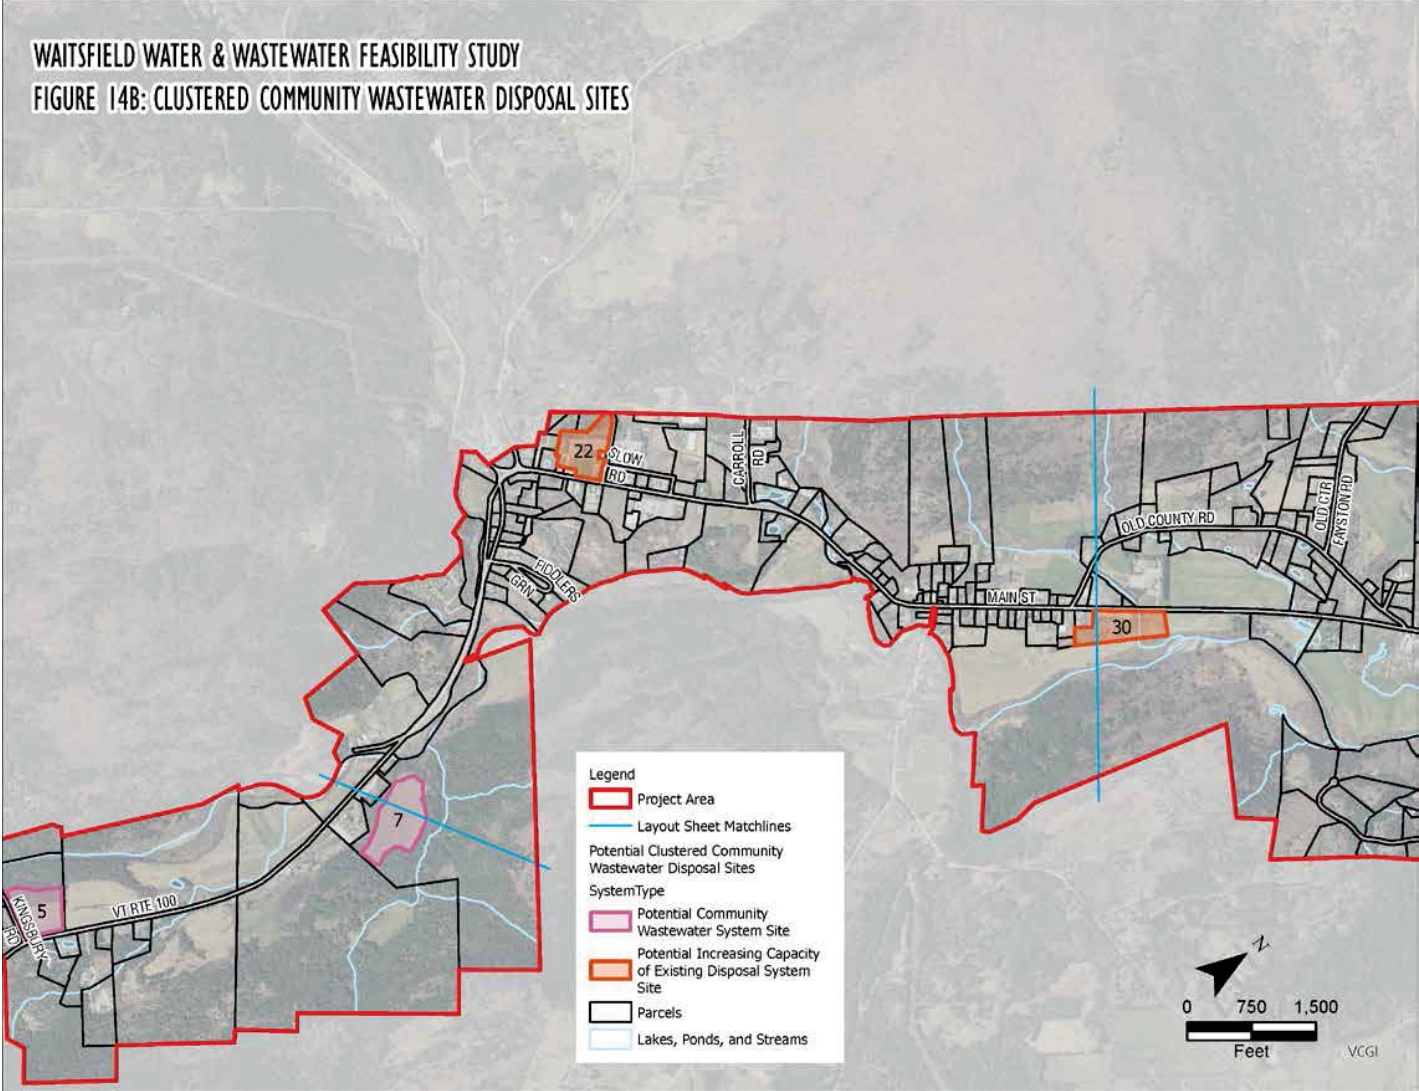 WAITSFIELD WATER & WASTEWATER FEASIBILITY STUDY
FIGURE 14B: CLUSTERED COMMUNITY WASTEWATER DISPOSAL SITES
22
SLOW
RD
CARROLL
RD
OLD COUNTY RD
OLD CTR
FAYSTON RD
FIDDLERS
GRN
MAIN ST
30
7
5
KINGSBURY
RD
VT RTE 100
Legend
Project Area
Layout Sheet Matchlines
Potential Clustered Community
Wastewater Disposal Sites
SystemType
Potential Community
Wastewater System Site
Potential Increasing Capacity
of Existing Disposal System
Site
Parcels
Lakes, Ponds, and Streams
N
0 750 1,500
Feet
VCGI